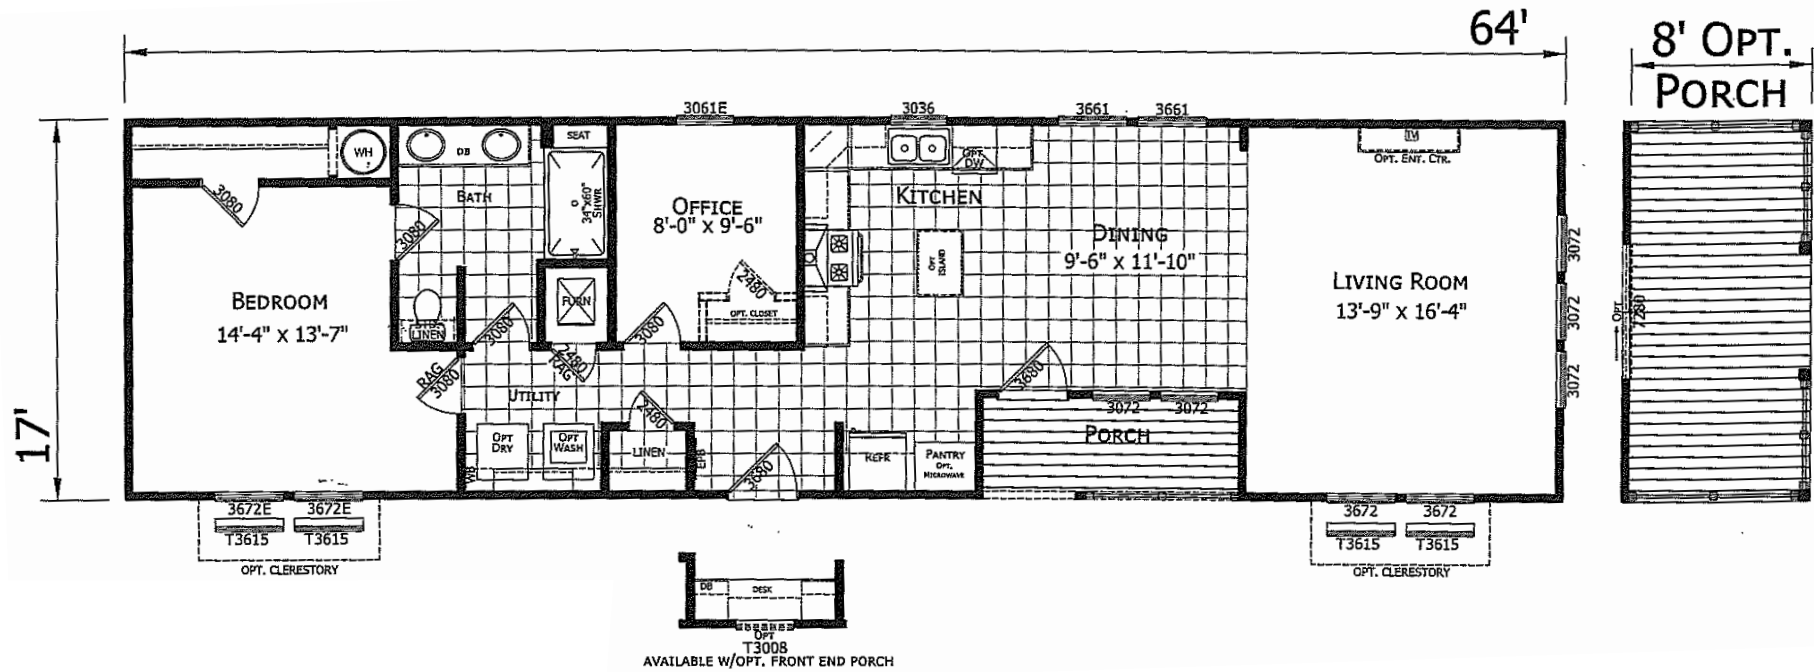 64'
8' OPT.
PORCH
17'
3061E
3036
3661
3661
WH
DB
SEAT
BATH
34"x60"
SHWR
3080
3080
OFFICE
8'-0" x 9'-6"
2480
OPT. CLOSET
OPT
DW
KITCHEN
OPT
ISLAND
DINING
9'-6" x 11'-10"
TV
OPT. ENT. CTR.
LIVING ROOM
13'-9" x 16'-4"
3072
3072
3072
OPT
7280
BEDROOM
14'-4" x 13'-7"
LINEN
3080
FURN
3080
2480
RAG
RAG
3080
UTILITY
OPT
DRY
OPT
WASH
WB
2480
LINEN
EPB
3680
REFR
PANTRY
OPT.
MICROWAVE
3680
3072
3072
PORCH
3672E
3672E
T3615
T3615
OPT. CLERESTORY
3672
3672
T3615
T3615
OPT. CLERESTORY
DB
DESK
OPT
T3008
AVAILABLE W/OPT. FRONT END PORCH